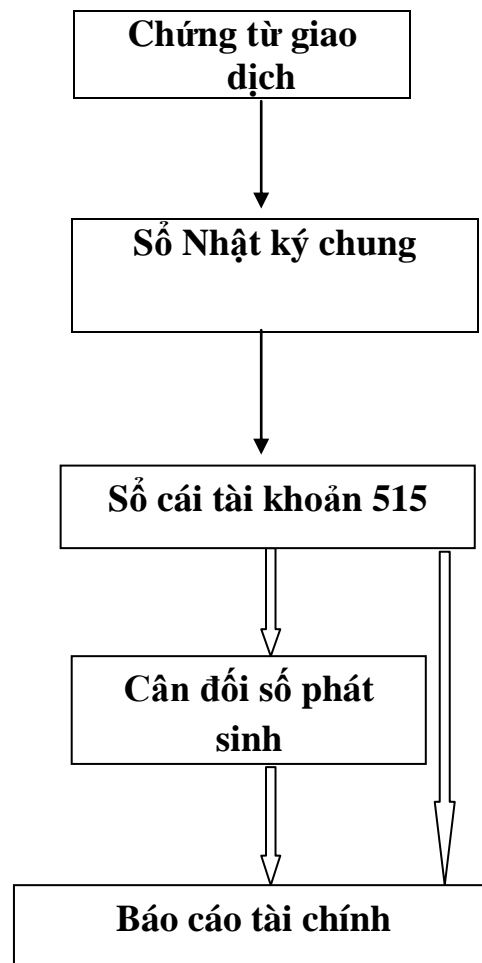 Chứng từ giao
dịch
Sổ Nhật ký chung
Sổ cái tài khoản 515
Cân đối số phát
sinh
Báo cáo tài chính